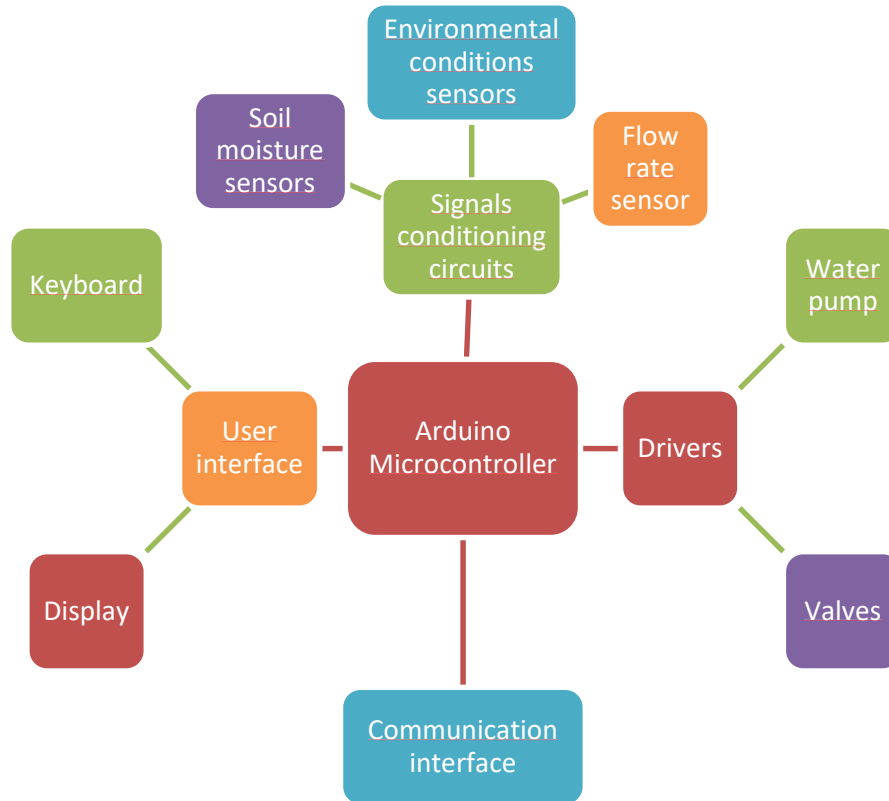 Environmental
conditions
sensors
Soil
moisture
sensors
Flow
rate
sensor
Signals
conditioning
circuits
Keyboard
Water
pump
User
interface
Arduino
Microcontroller
Drivers
Display
Valves
Communication
interface